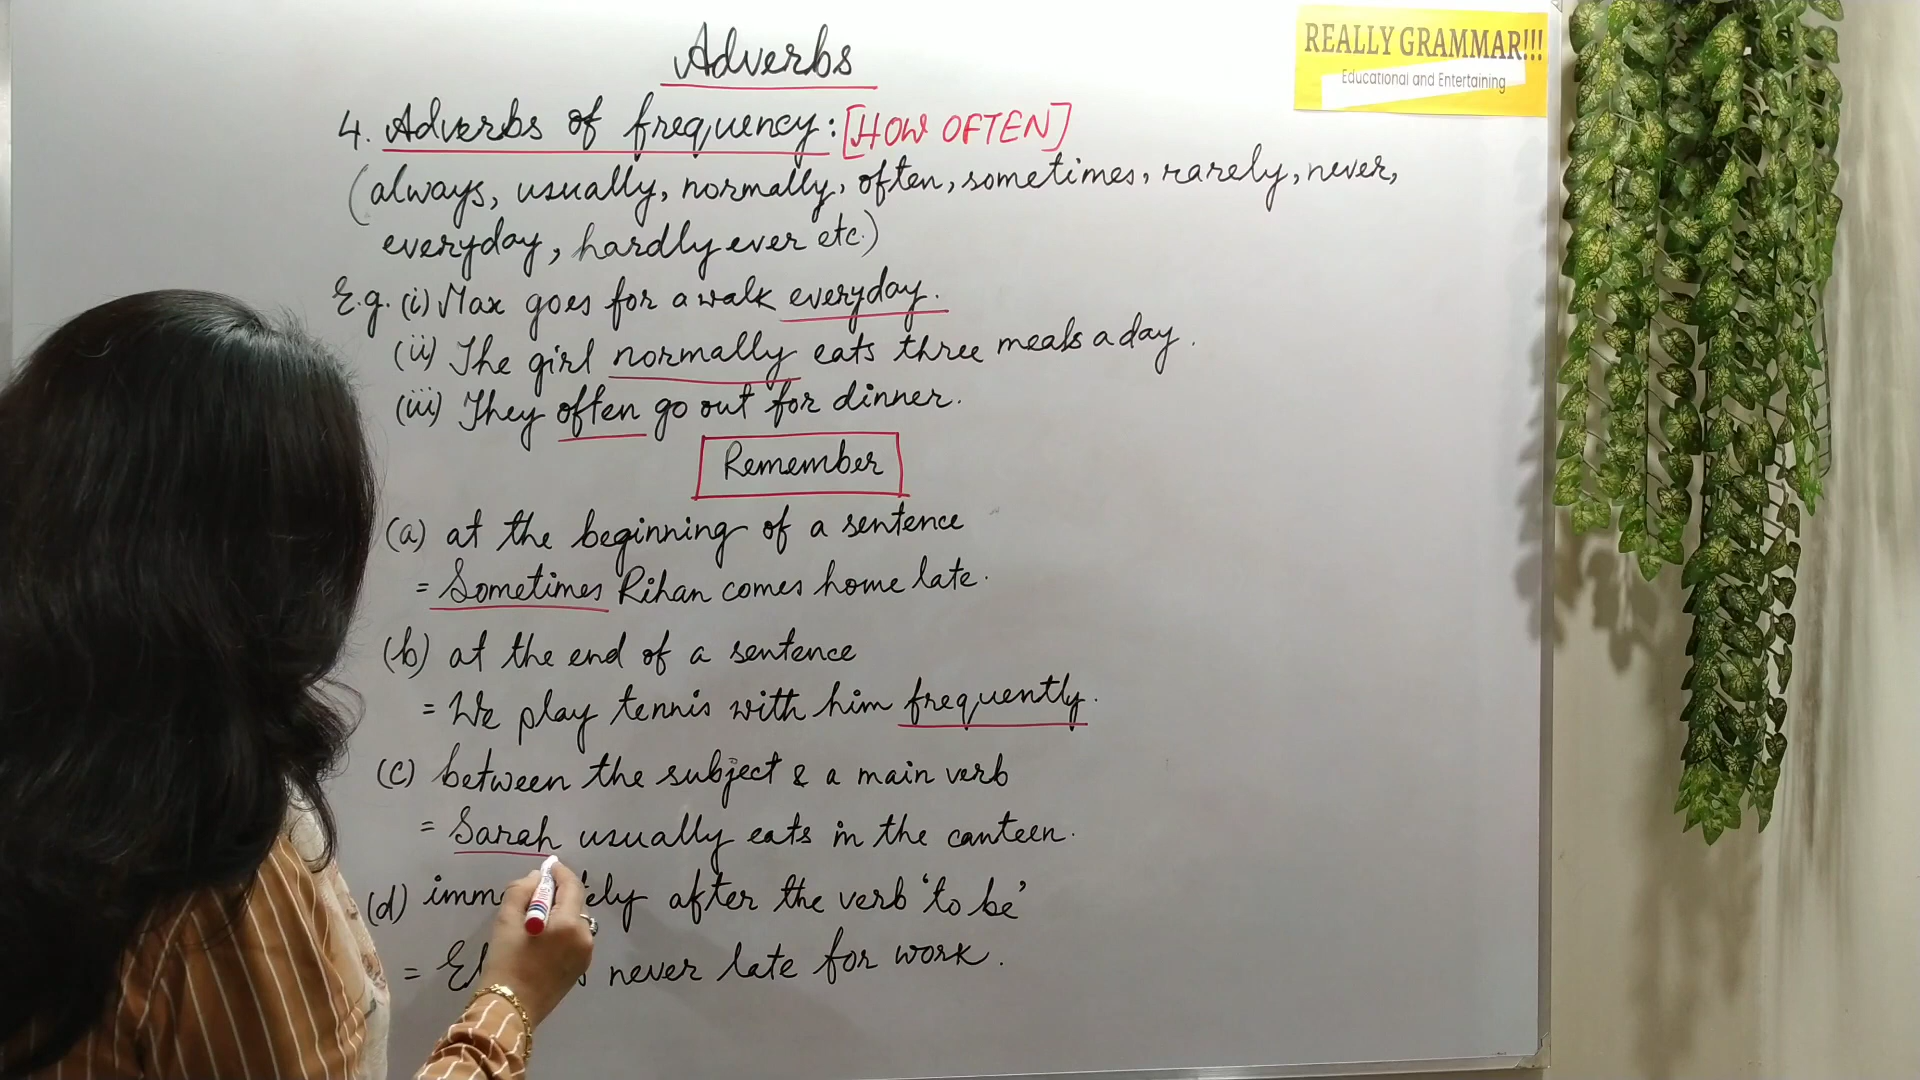 Adverbs
REALLY GRAMMAR!!!
Educational and Entertaining
4. Adverbs of frequency: [HOW OFTEN]
(always, usually, normally, often, sometimes, rarely, never,
everyday, hardly ever etc.)
E.g. (i) Max goes for a walk everyday.
(ii) The girl normally eats three meals a day.
(iii) They often go out for dinner.
Remember
(a) at the beginning of a sentence
= Sometimes Rihan comes home late.
(b) at the end of a sentence
= We play tennis with him frequently.
(c) between the subject & a main verb
= Sarah usually eats in the canteen.
(d) after the verb 'to be'
= never late for work.